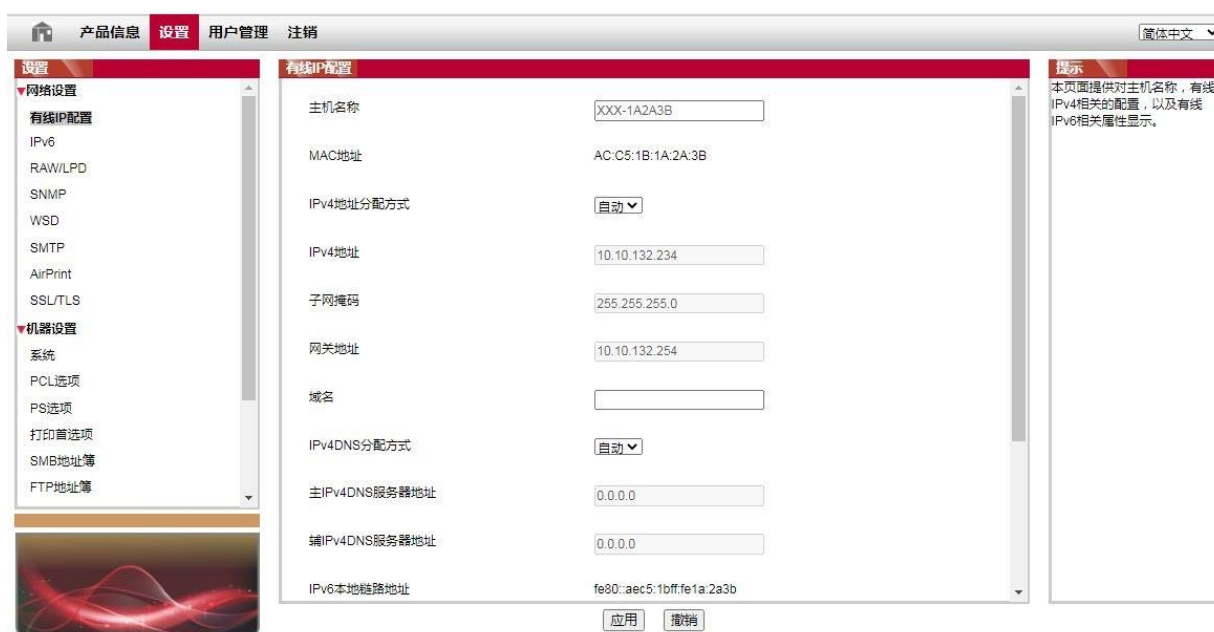 产品信息 设置 用户管理 注销
简体中文
设置
网络设置
有线IP配置
IPv6
RAW/LPD
SNMP
WSD
SMTP
AirPrint
SSL/TLS
机器设置
系统
PCL选项
PS选项
打印首选项
SMB地址簿
FTP地址簿
有线IP配置
主机名称 XXX-1A2A3B
MAC地址 AC:C5:1B:1A:2A:3B
IPv4地址分配方式 自动
IPv4地址 10.10.132.234
子网掩码 255.255.255.0
网关地址 10.10.132.254
域名
IPv4DNS分配方式 自动
主IPv4DNS服务器地址 0.0.0.0
辅IPv4DNS服务器地址 0.0.0.0
IPv6本地链路地址 fe80::aec5:1bff:fe1a:2a3b
应用 撤销
提示
本页面提供对主机名称，有线
IPv4相关的配置，以及有线
IPv6相关属性显示。